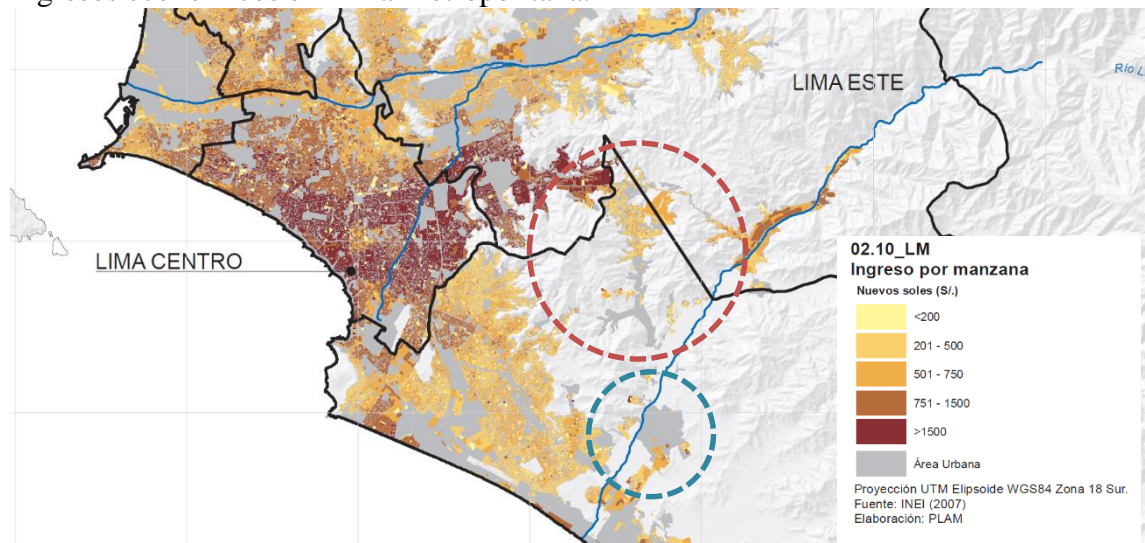 LIMA ESTE
Río L
LIMA CENTRO
02.10_LM
Ingreso por manzana
Nuevos soles (S/.)
<200
201 - 500
501 - 750
751 - 1500
>1500
Área Urbana
Proyección UTM Elipsoide WGS84 Zona 18 Sur.
Fuente: INEI (2007)
Elaboración: PLAM